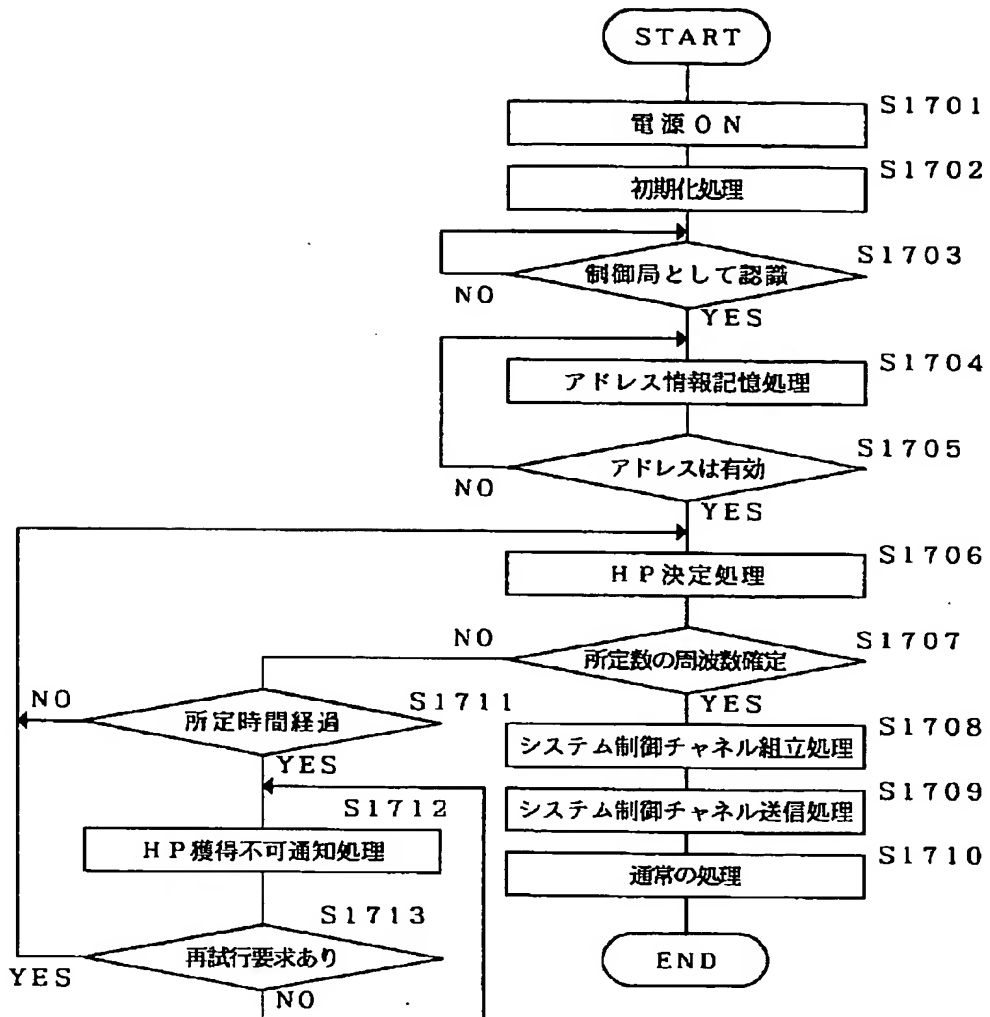 START
S1701
電源ON
S1702
初期化処理
S1703
制御局として認識
NO
YES
S1704
アドレス情報記憶処理
S1705
アドレスは有効
NO
YES
S1706
HP決定処理
S1707
所定数の周波数確定
NO
YES
S1711
所定時間経過
NO
YES
S1708
システム制御チャネル組立処理
S1709
システム制御チャネル送信処理
S1712
HP獲得不可通知処理
S1710
通常の処理
S1713
再試行要求あり
YES
NO
END